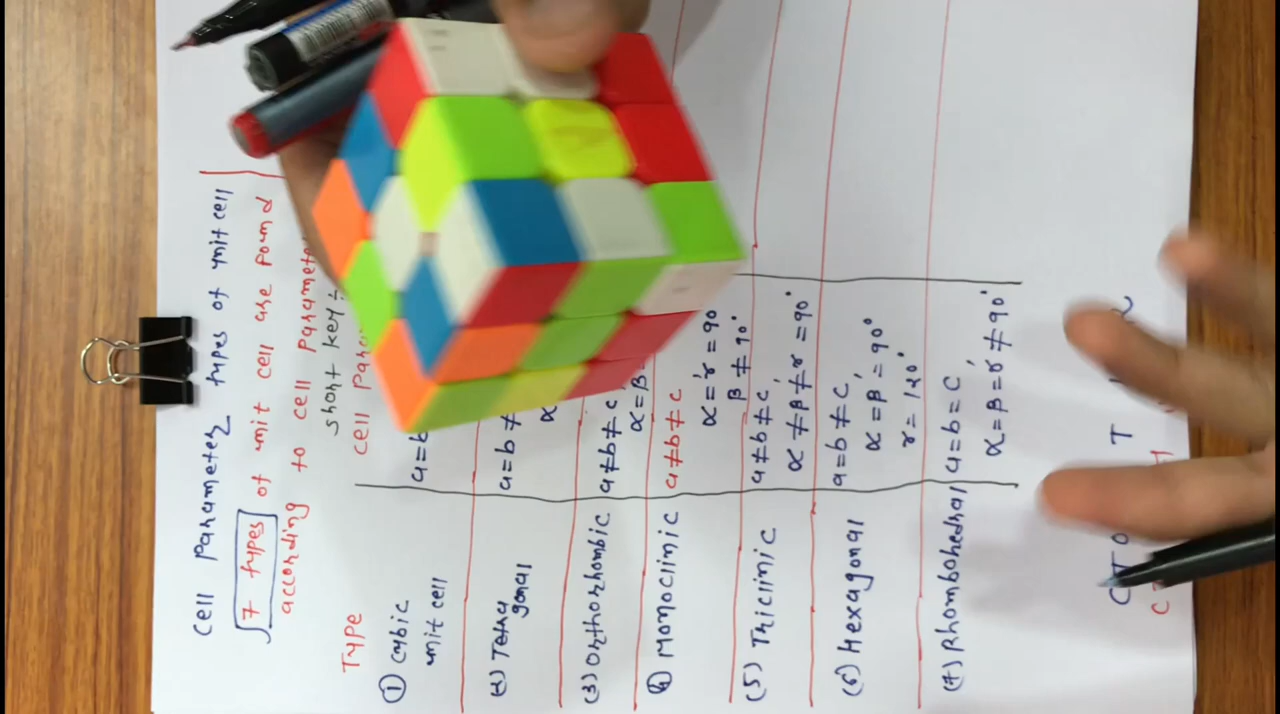 Cell Parameter types of unit cell
7 types of unit cell are pound
according to cell parameter
short key :-
TYPE
cell para
① cubic
unit cell
a=b
(2) Tetra
gonal
a=b≠
α
(3) Orthorhombic
a≠b≠c
α=β=
(4) Monoclinic
a≠b≠c
α=γ=90
β≠90°
(5) Triclinic
a≠b≠c
α≠β≠γ=90°
(6) Hexagonal
a=b≠c
α=β=90°
γ=120°
(7) Rhombohedral
a=b=c
α=β=γ≠90°
C T O T
C H